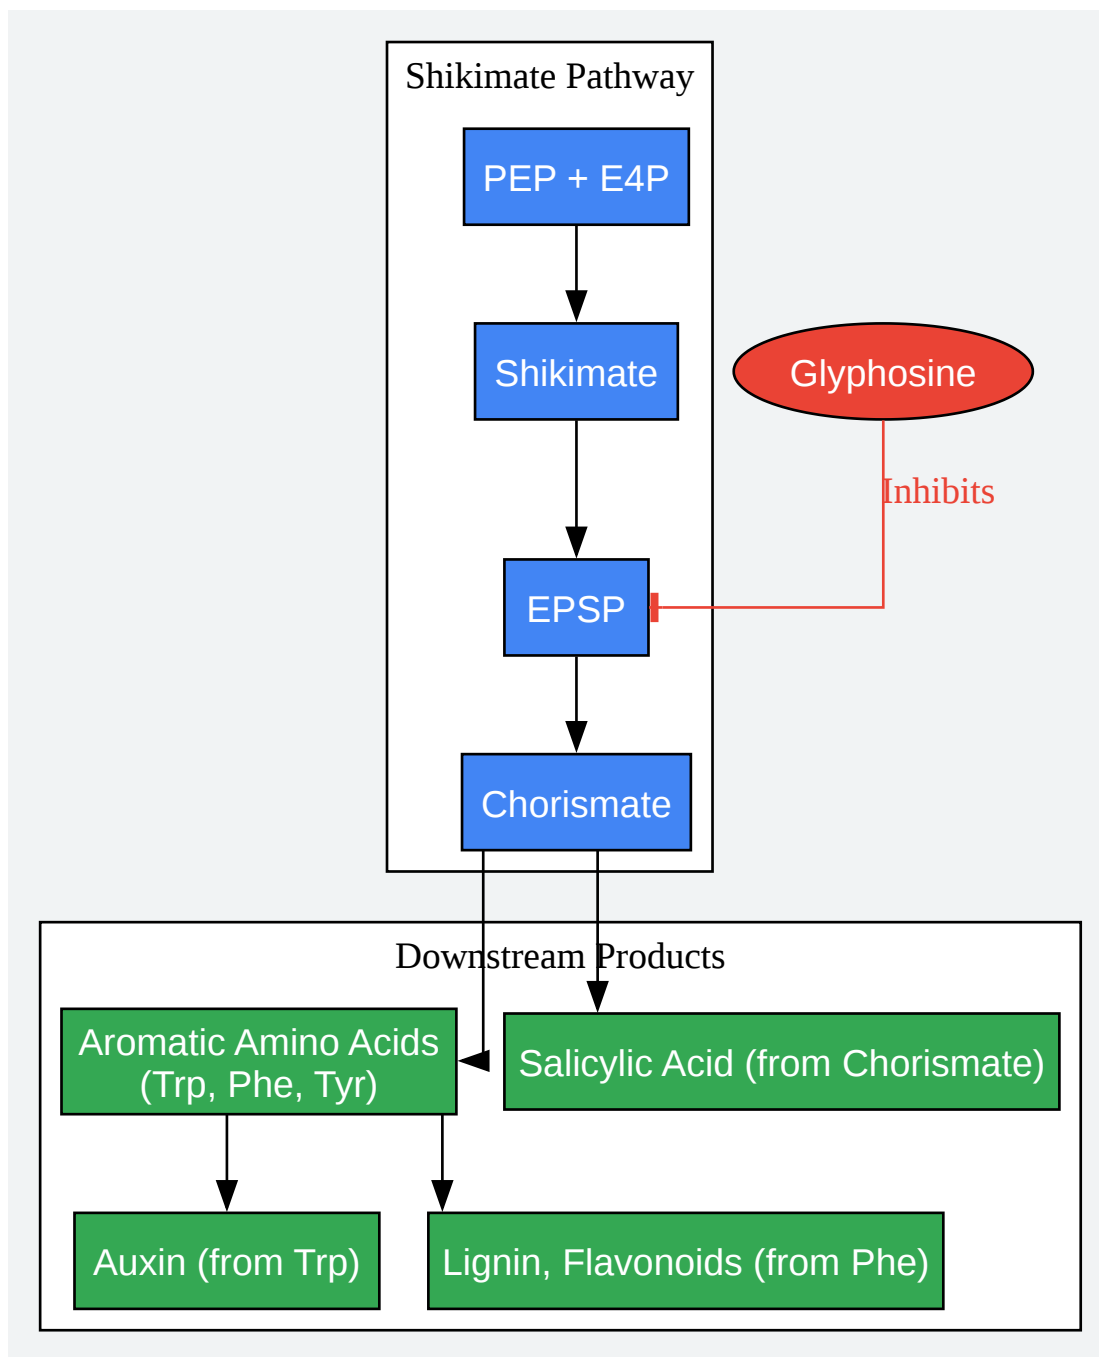 Shikimate Pathway
PEP + E4P
Shikimate
Glyphosine
Inhibits
EPSP
Chorismate
Downstream Products
Aromatic Amino Acids
(Trp, Phe, Tyr)
Salicylic Acid (from Chorismate)
Auxin (from Trp)
Lignin, Flavonoids (from Phe)